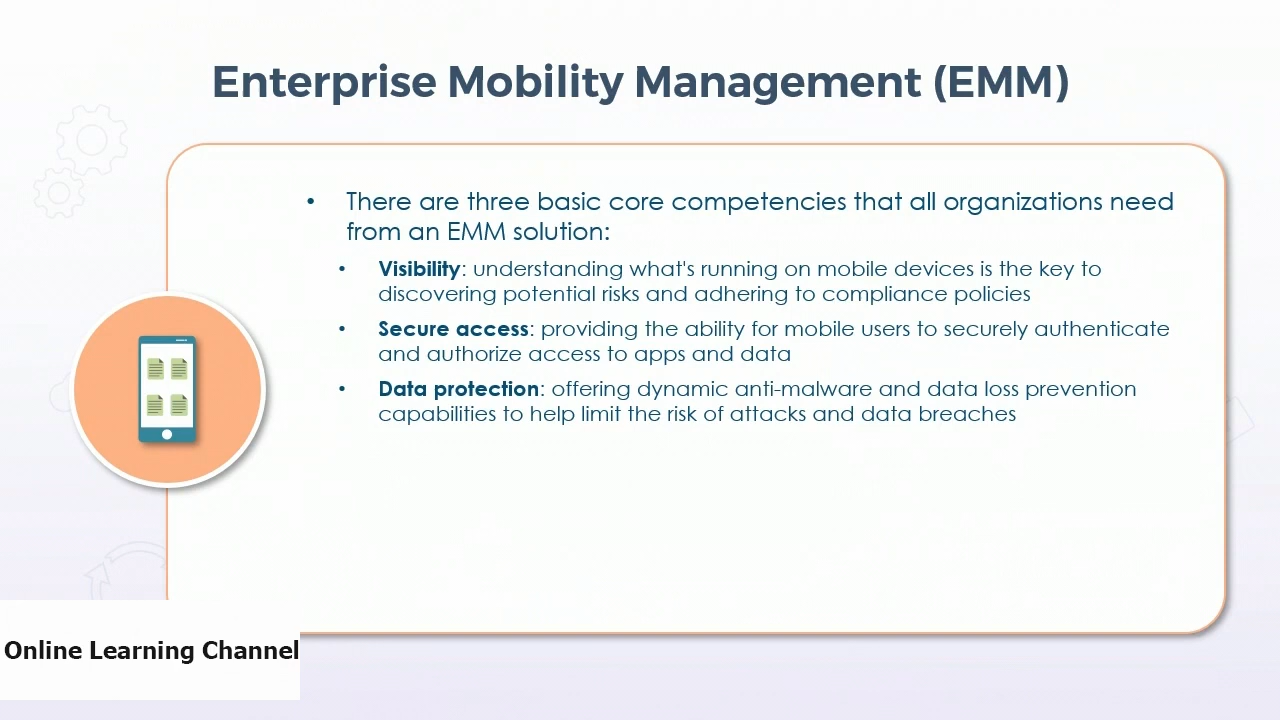 Enterprise Mobility Management (EMM)
• There are three basic core competencies that all organizations need
from an EMM solution:
• Visibility: understanding what's running on mobile devices is the key to
discovering potential risks and adhering to compliance policies
• Secure access: providing the ability for mobile users to securely authenticate
and authorize access to apps and data
• Data protection: offering dynamic anti-malware and data loss prevention
capabilities to help limit the risk of attacks and data breaches
Online Learning Channel